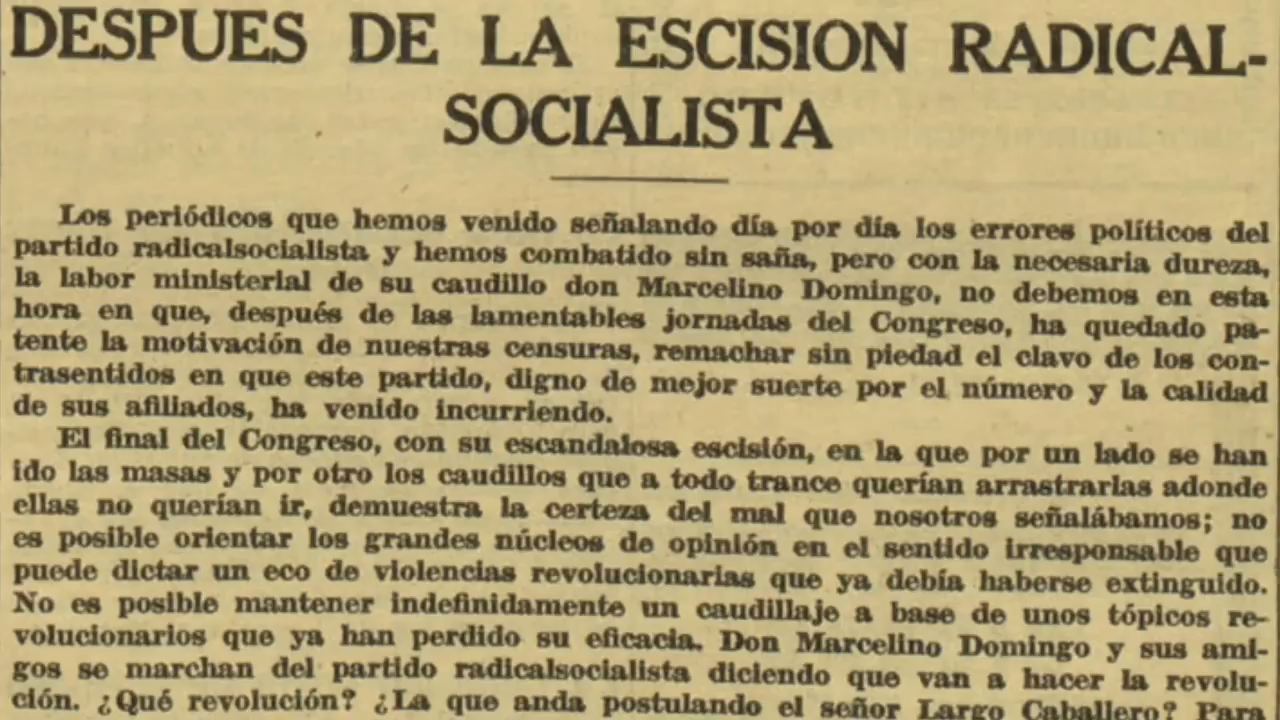 DESPUES DE LA ESCISION RADICAL-
SOCIALISTA
Los periódicos que hemos venido señalando día por día los errores políticos del
partido radicalsocialista y hemos combatido sin saña, pero con la necesaria dureza,
la labor ministerial de su caudillo don Marcelino Domingo, no debemos en esta
hora en que, después de las lamentables jornadas del Congreso, ha quedado pa-
tente la motivación de nuestras censuras, remachar sin piedad el clavo de los con-
trasentidos en que este partido, digno de mejor suerte por el número y la calidad
de sus afiliados, ha venido incurriendo.
El final del Congreso, con su escandalosa escisión, en la que por un lado se han
ido las masas y por otro los caudillos que a todo trance querían arrastrarlas adonde
ellas no querían ir, demuestra la certeza del mal que nosotros señalábamos; no
es posible orientar los grandes núcleos de opinión en el sentido irresponsable que
puede dictar un eco de violencias revolucionarias que ya debía haberse extinguido.
No es posible mantener indefinidamente un caudillaje a base de unos tópicos re-
volucionarios que ya han perdido su eficacia. Don Marcelino Domingo y sus ami-
gos se marchan del partido radicalsocialista diciendo que van a hacer la revolu-
ción. ¿Qué revolución? ¿La que anda postulando el señor Largo Caballero? Para